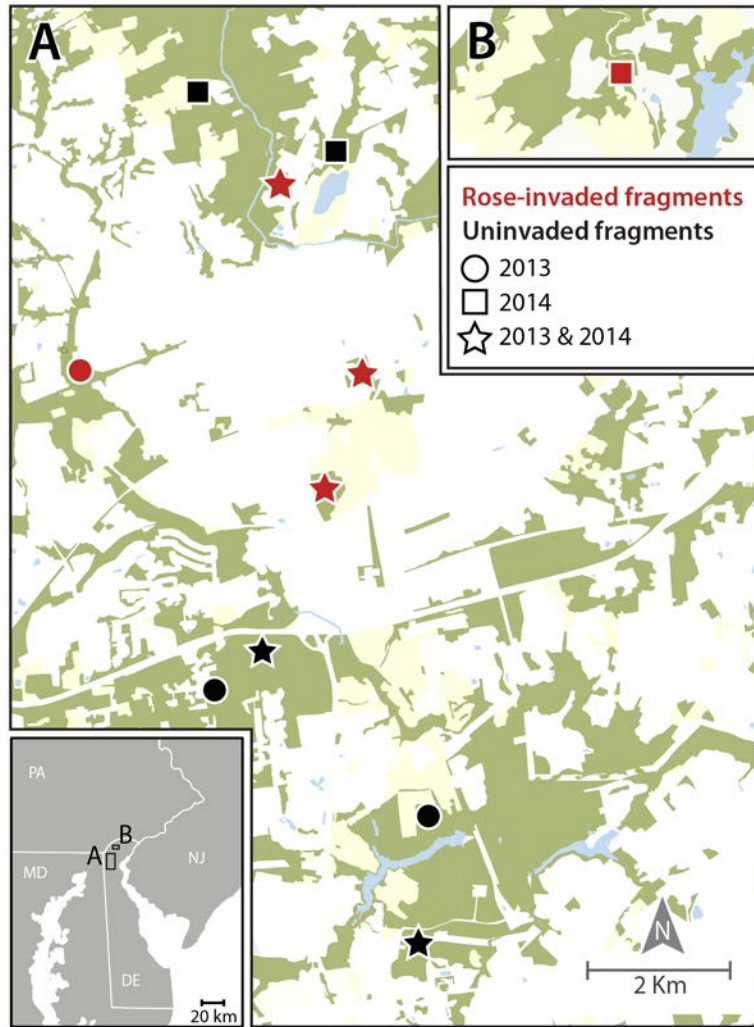 A
B
Rose-invaded fragments
Uninvaded fragments
2013
2014
2013 & 2014
PA
B
A
MD
NJ
DE
20 km
N
2 Km